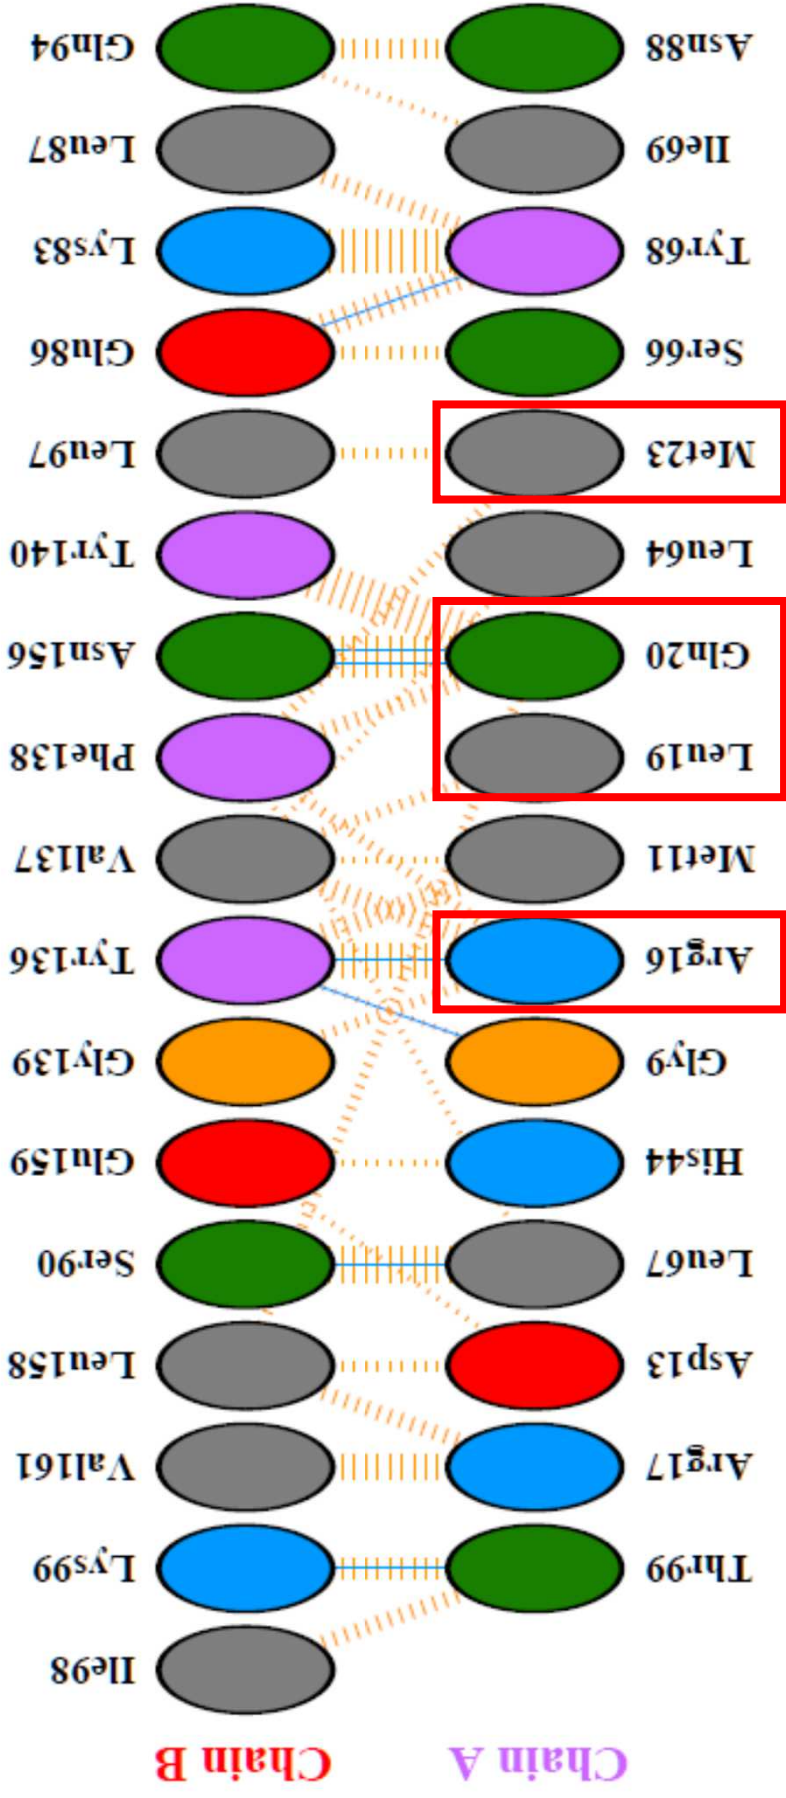 Chain A Chain B
Ile98
Thr99 Lys99
Arg17 Val161
Asp13 Leu158
Leu67 Ser90
His44 Glu159
Gly9 Gly139
Arg16 Tyr136
Met11 Val137
Leu19 Phe138
Gln20 Asn156
Leu64 Tyr140
Met23 Leu97
Ser66 Glu86
Tyr68 Lys83
Ile69 Leu87
Asn88 Gln94